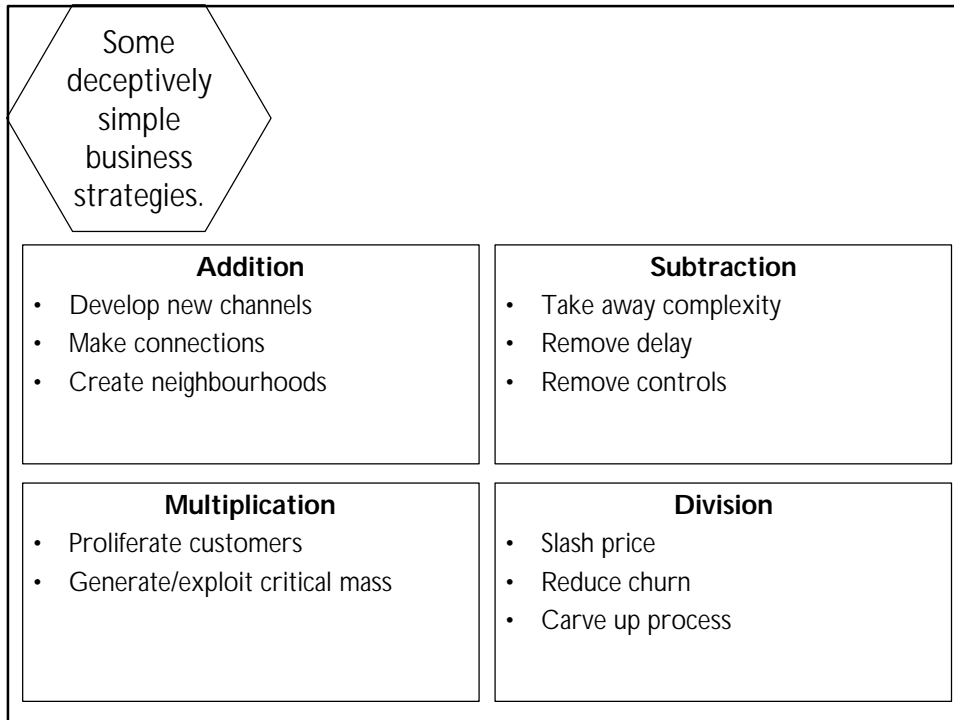 Some
deceptively
simple
business
strategies.
Addition
• Develop new channels
• Make connections
• Create neighbourhoods
Subtraction
• Take away complexity
• Remove delay
• Remove controls
Multiplication
• Proliferate customers
• Generate/exploit critical mass
Division
• Slash price
• Reduce churn
• Carve up process